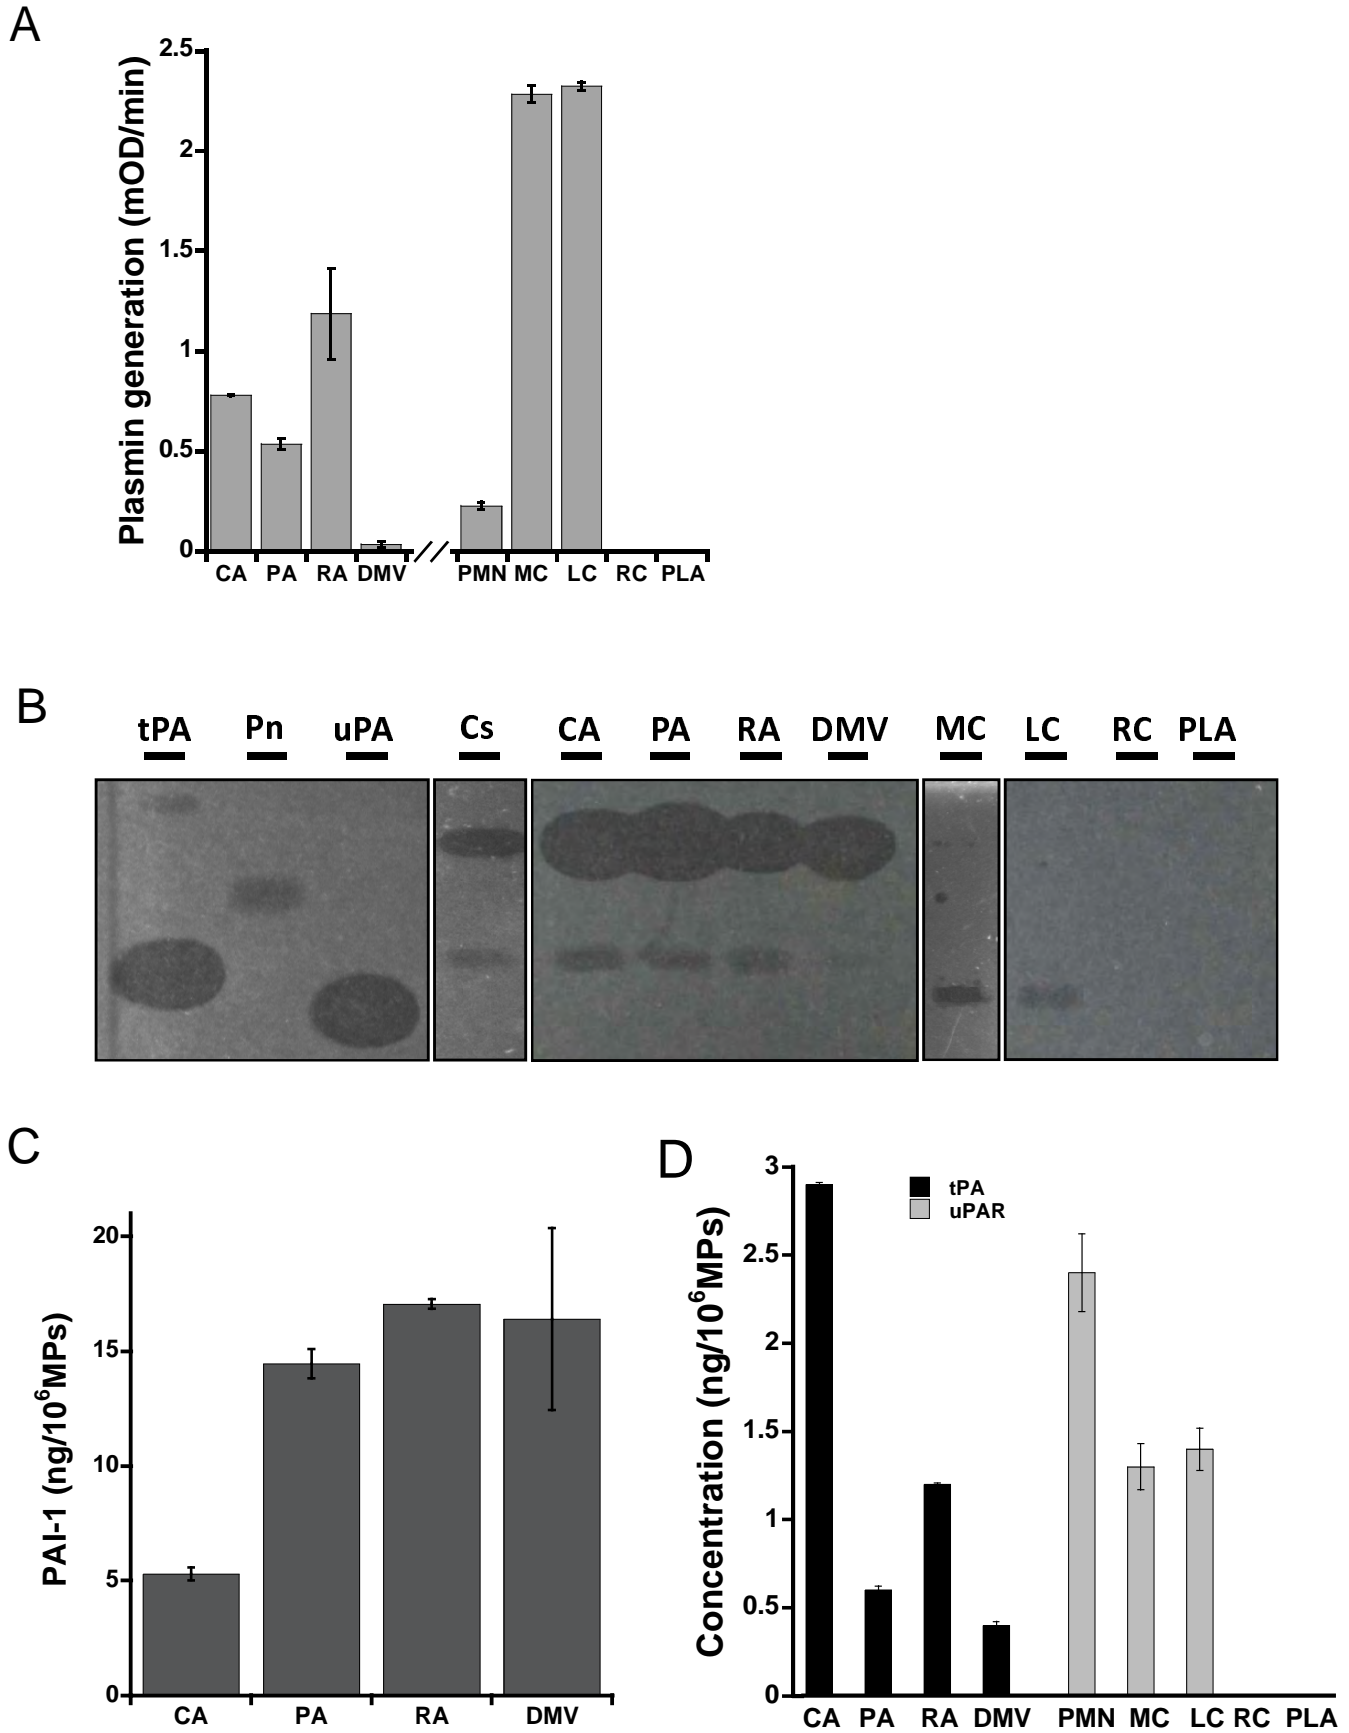 A
Plasmin generation (mOD/min)
2.5
2
1.5
1
0.5
0
CA PA RA DMV PMN MC LC RC PLA
B
tPA Pn uPA Cs CA PA RA DMV MC LC RC PLA
C
PAI-1 (ng/10⁶MPs)
20
15
10
5
0
CA PA RA DMV
D
Concentration (ng/10⁶MPs)
3
2.5
2
1.5
1
0.5
0
tPA
uPAR
CA PA RA DMV PMN MC LC RC PLA